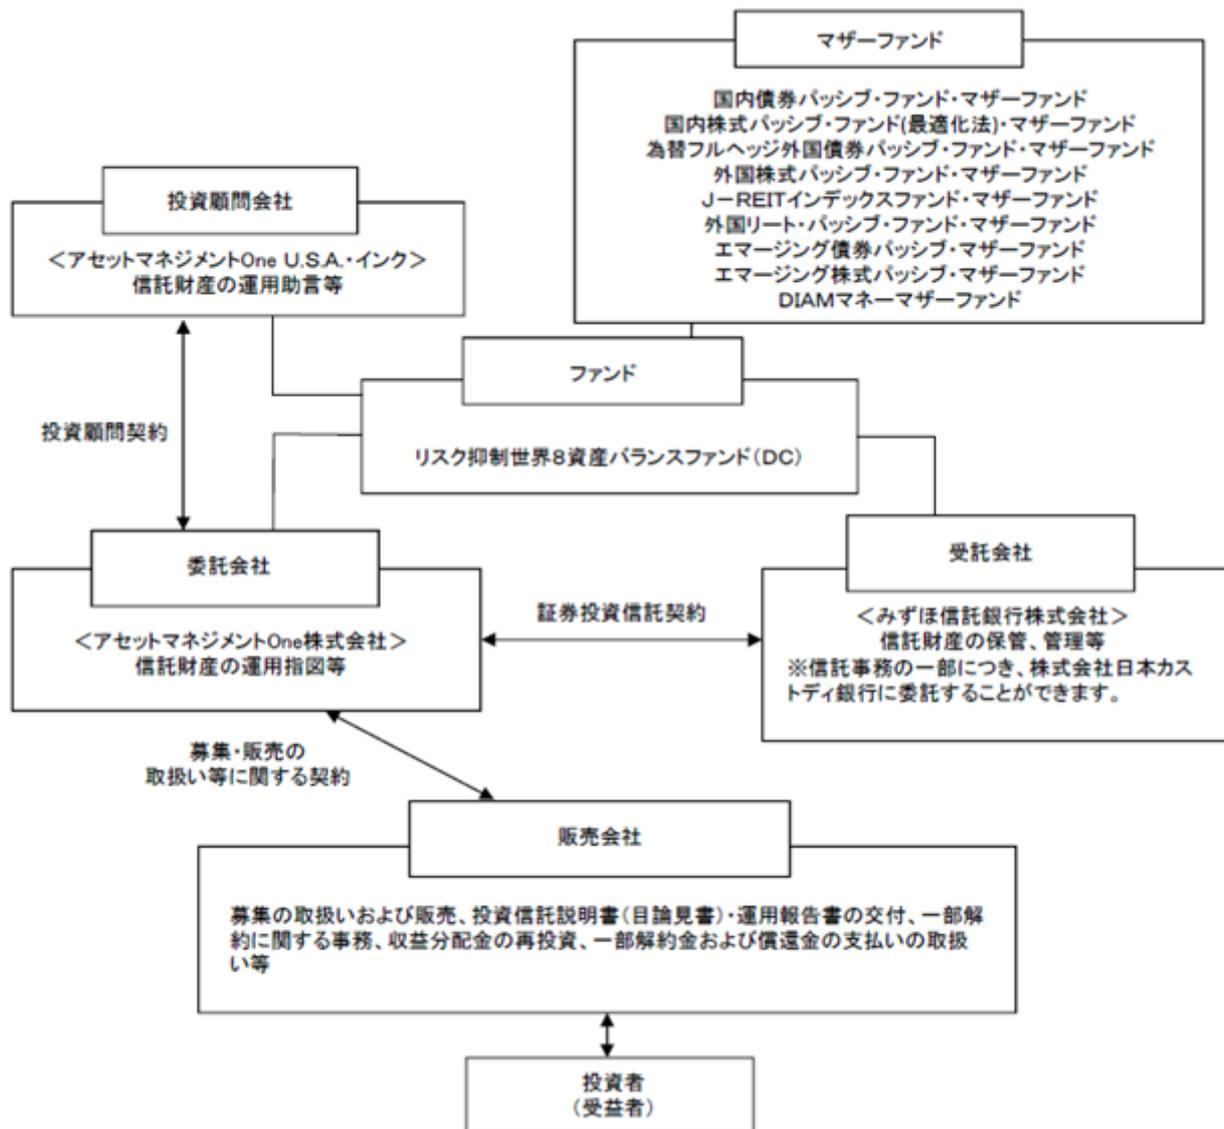 マザーファンド
国内債券パッシブ・ファンド・マザーファンド
国内株式パッシブ・ファンド(最適化法)・マザーファンド
為替フルヘッジ外国債券パッシブ・ファンド・マザーファンド
外国株式パッシブ・ファンド・マザーファンド
J－REITインデックスファンド・マザーファンド
外国リート・パッシブ・ファンド・マザーファンド
エマージング債券パッシブ・マザーファンド
エマージング株式パッシブ・マザーファンド
DIAMマネーマザーファンド
投資顧問会社
＜アセットマネジメントOne U.S.A.・インク＞
信託財産の運用助言等
ファンド
リスク抑制世界8資産バランスファンド（DC）
投資顧問契約
委託会社
＜アセットマネジメントOne株式会社＞
信託財産の運用指図等
証券投資信託契約
受託会社
＜みずほ信託銀行株式会社＞
信託財産の保管、管理等
※信託事務の一部につき、株式会社日本カス
トディ銀行に委託することができます。
募集・販売の
取扱い等に関する契約
販売会社
募集の取扱いおよび販売、投資信託説明書（目論見書）・運用報告書の交付、一部解
約に関する事務、収益分配金の再投資、一部解約金および償還金の支払いの取扱
い等
投資者
（受益者）